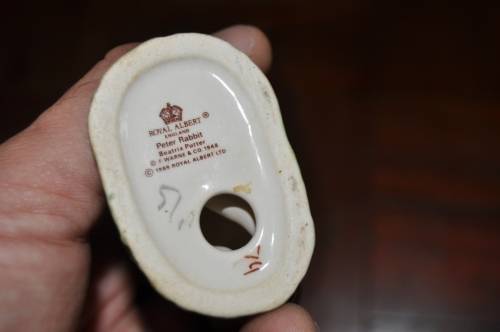 ROYAL ALBERT ®
ENGLAND
Peter Rabbit
Beatrix Potter
© F. WARNE & CO. 1948
© 1989 ROYAL ALBERT LTD